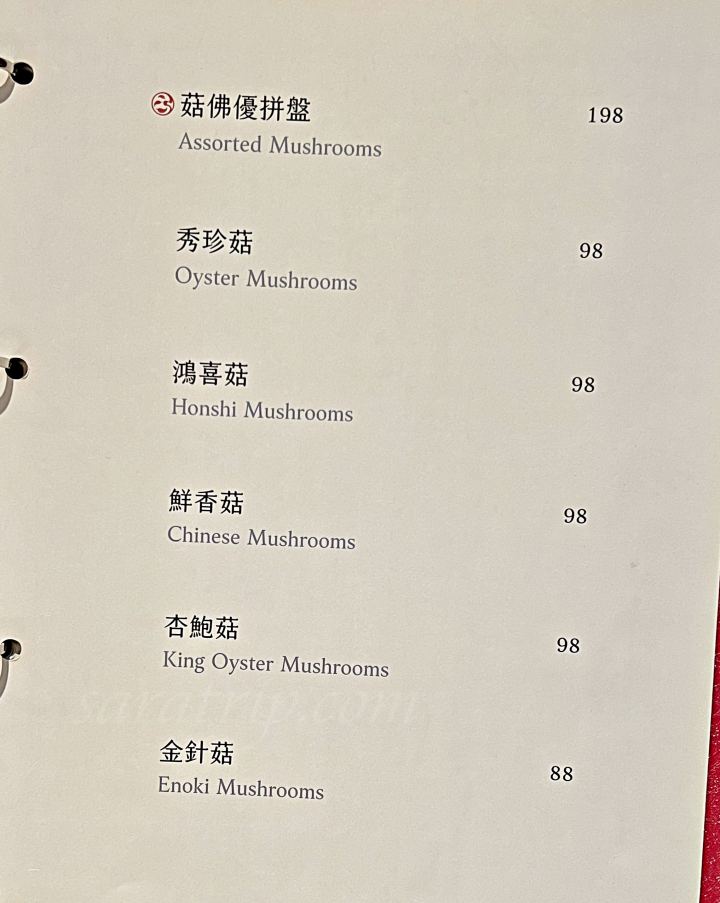 菇佛優拼盤 198
Assorted Mushrooms
秀珍菇 98
Oyster Mushrooms
鴻喜菇 98
Honshi Mushrooms
鮮香菇 98
Chinese Mushrooms
杏鮑菇 98
King Oyster Mushrooms
saratrip.com
金針菇 88
Enoki Mushrooms